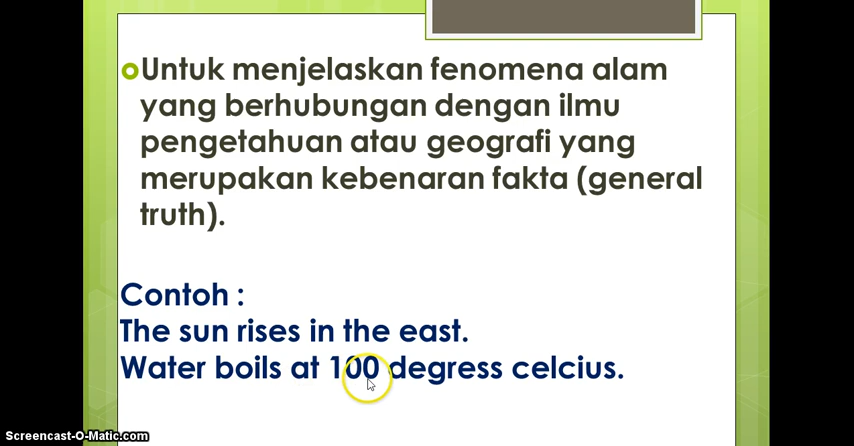 Untuk menjelaskan fenomena alam
yang berhubungan dengan ilmu
pengetahuan atau geografi yang
merupakan kebenaran fakta (general
truth).
Contoh :
The sun rises in the east.
Water boils at 100 degress celcius.
Screencast-O-Matic.com